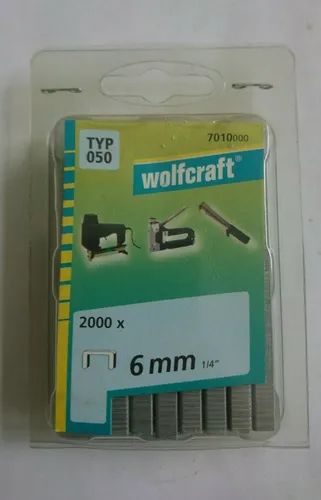 TYP
050
7010000
wolfcraft®
2000 x
6 mm 1/4"